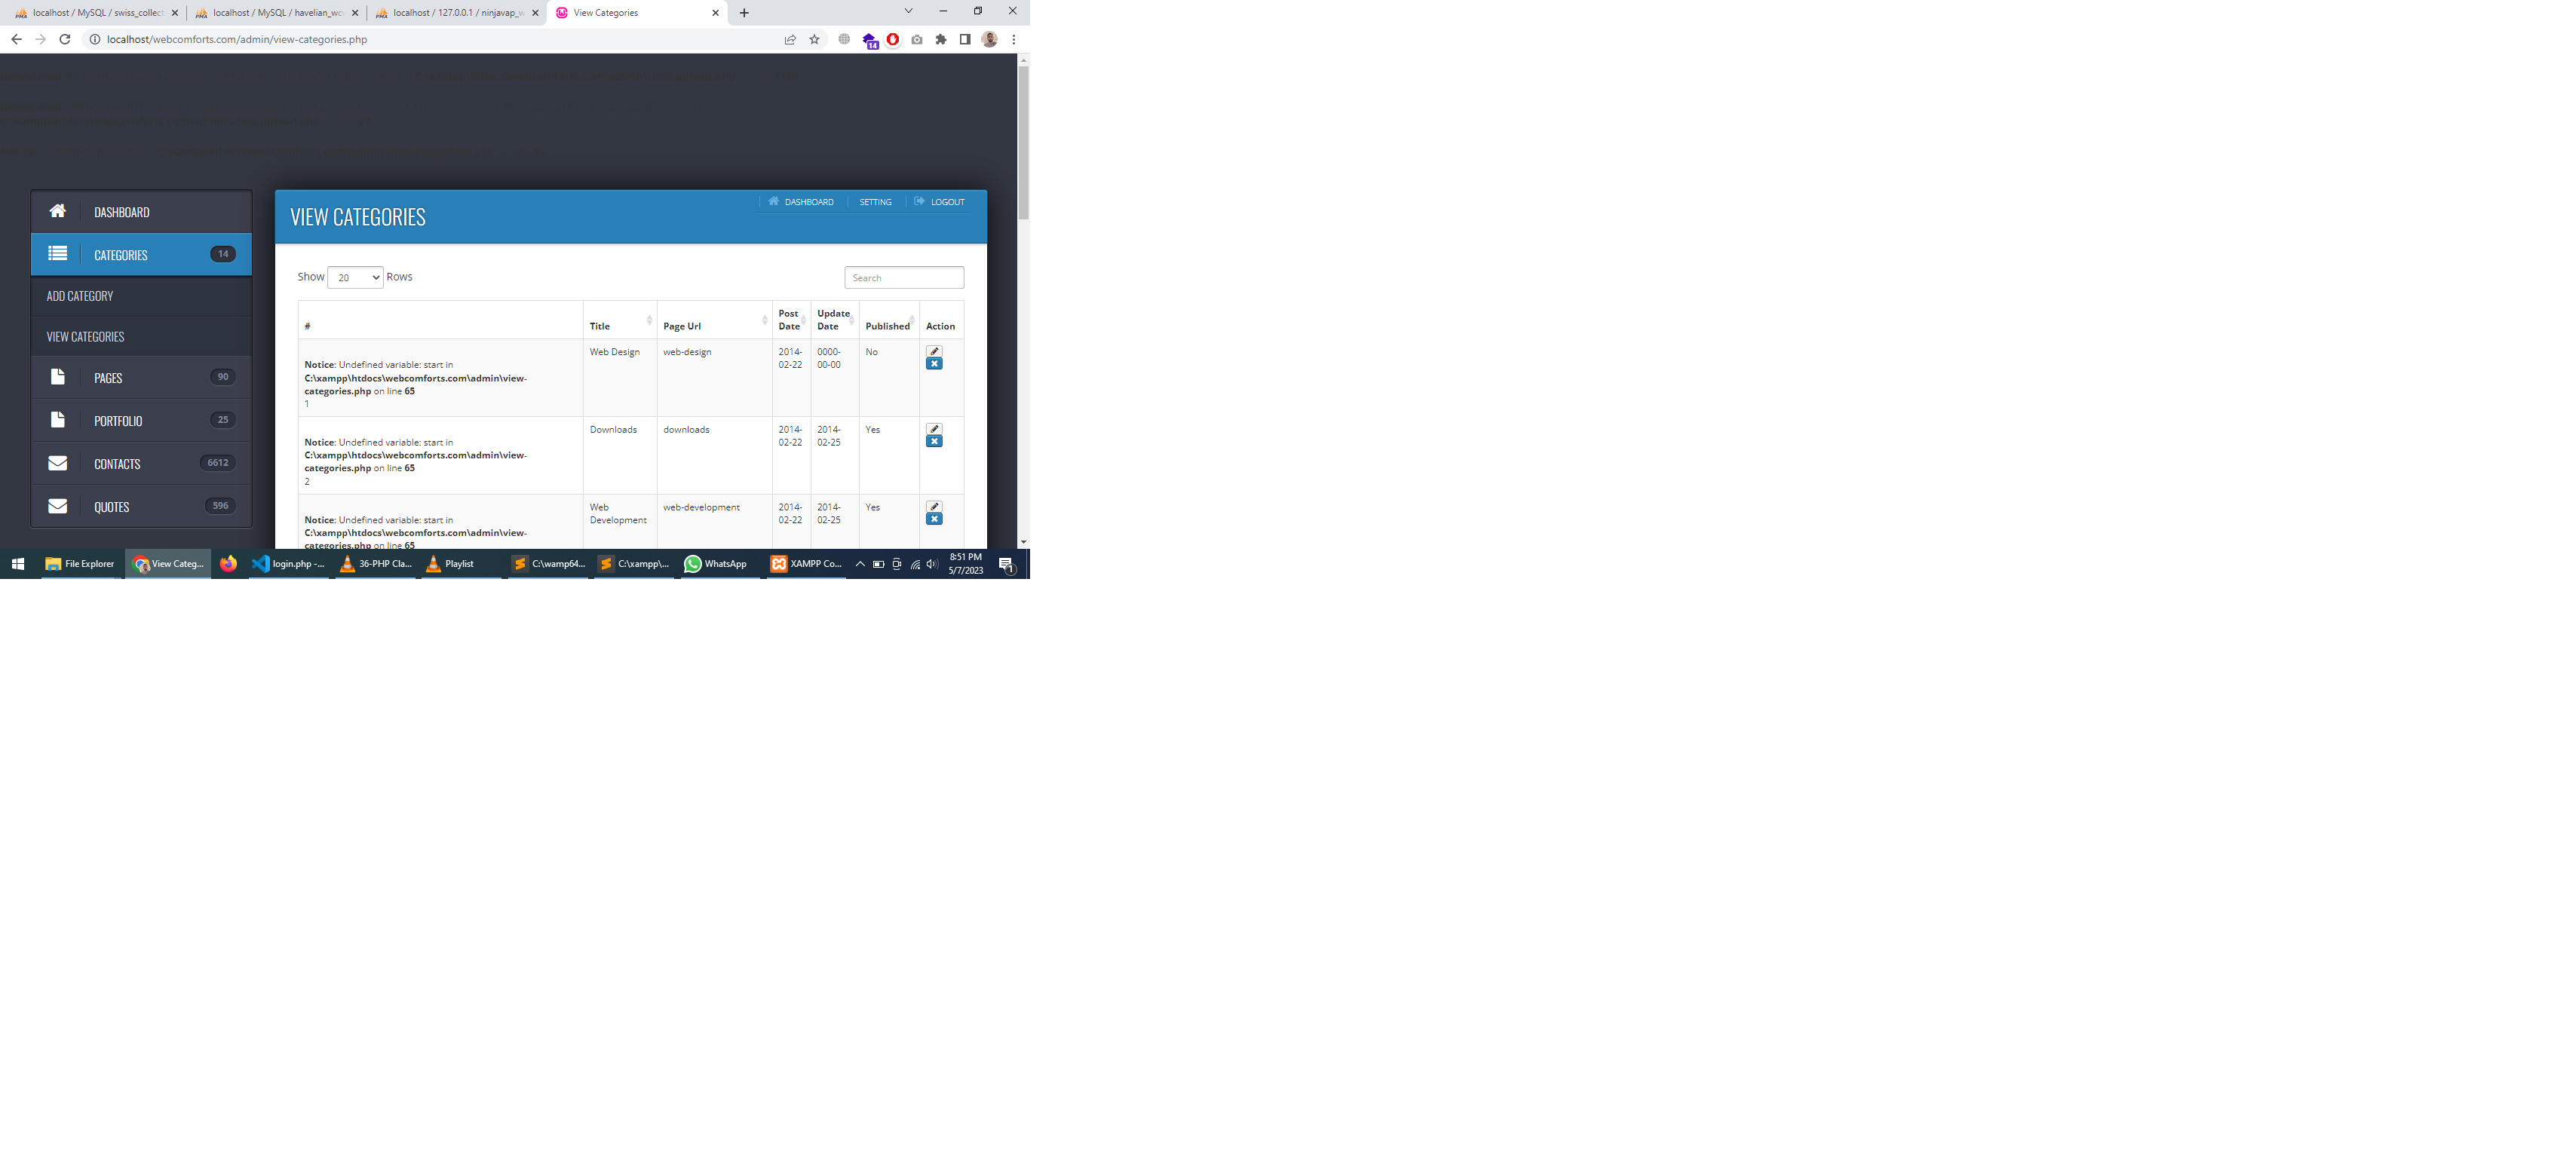 localhost / MySQL / swiss_collect
localhost / MySQL / havelian_wc
localhost / 127.0.0.1 / ninjavap_w
View Categories
localhost/webcomforts.com/admin/view-categories.php
14
DASHBOARD
CATEGORIES 14
ADD CATEGORY
VIEW CATEGORIES
PAGES 90
PORTFOLIO 25
CONTACTS 6612
QUOTES 596
VIEW CATEGORIES
DASHBOARD SETTING LOGOUT
Show 20 Rows
Search
# Title Page Url Post Date Update Date Published Action
Notice: Undefined variable: start in
C:\xampp\htdocs\webcomforts.com\admin\view-
categories.php on line 65
1
Web Design
web-design
2014-
02-22
0000-
00-00
No
Notice: Undefined variable: start in
C:\xampp\htdocs\webcomforts.com\admin\view-
categories.php on line 65
2
Downloads
downloads
2014-
02-22
2014-
02-25
Yes
Notice: Undefined variable: start in
C:\xampp\htdocs\webcomforts.com\admin\view-
categories.php on line 65
Web
Development
web-development
2014-
02-22
2014-
02-25
Yes
File Explorer
View Categ...
login.php -...
36-PHP Cla...
Playlist
C:\wamp64...
C:\xampp\...
WhatsApp
XAMPP Co...
8:51 PM
5/7/2023
1